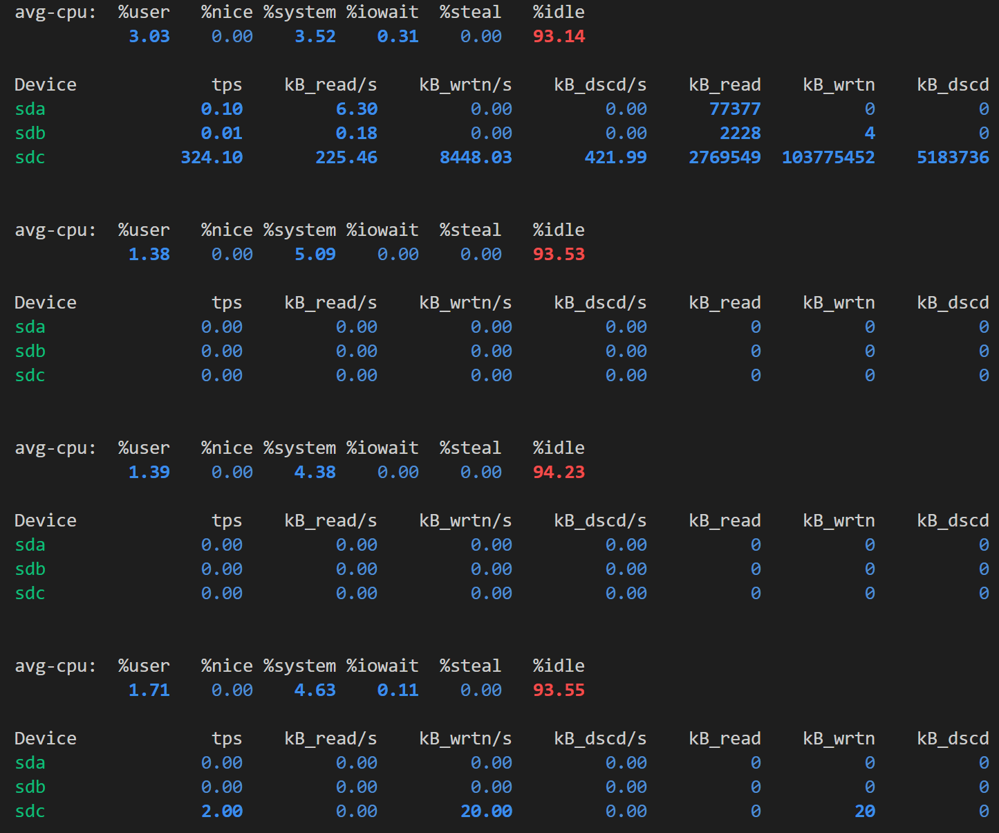 avg-cpu:  %user   %nice %system %iowait  %steal   %idle
           3.03    0.00    3.52    0.31    0.00   93.14
Device             tps    kB_read/s    kB_wrtn/s    kB_dscd/s    kB_read    kB_wrtn    kB_dscd
sda               0.10         6.30         0.00         0.00      77377          0          0
sdb               0.01         0.18         0.00         0.00       2228          4          0
sdc             324.10       225.46      8448.03       421.99    2769549  103775452    5183736
avg-cpu:  %user   %nice %system %iowait  %steal   %idle
           1.38    0.00    5.09    0.00    0.00   93.53
Device             tps    kB_read/s    kB_wrtn/s    kB_dscd/s    kB_read    kB_wrtn    kB_dscd
sda               0.00         0.00         0.00         0.00          0          0          0
sdb               0.00         0.00         0.00         0.00          0          0          0
sdc               0.00         0.00         0.00         0.00          0          0          0
avg-cpu:  %user   %nice %system %iowait  %steal   %idle
           1.39    0.00    4.38    0.00    0.00   94.23
Device             tps    kB_read/s    kB_wrtn/s    kB_dscd/s    kB_read    kB_wrtn    kB_dscd
sda               0.00         0.00         0.00         0.00          0          0          0
sdb               0.00         0.00         0.00         0.00          0          0          0
sdc               0.00         0.00         0.00         0.00          0          0          0
avg-cpu:  %user   %nice %system %iowait  %steal   %idle
           1.71    0.00    4.63    0.11    0.00   93.55
Device             tps    kB_read/s    kB_wrtn/s    kB_dscd/s    kB_read    kB_wrtn    kB_dscd
sda               0.00         0.00         0.00         0.00          0          0          0
sdb               0.00         0.00         0.00         0.00          0          0          0
sdc               2.00         0.00        20.00         0.00          0         20          0